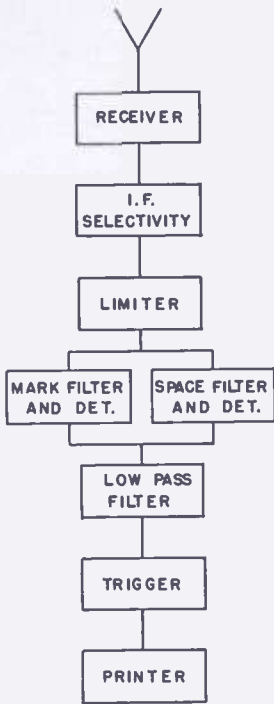 RECEIVER
I.F.
SELECTIVITY
LIMITER
MARK FILTER
AND DET.
SPACE FILTER
AND DET.
LOW PASS
FILTER
TRIGGER
PRINTER